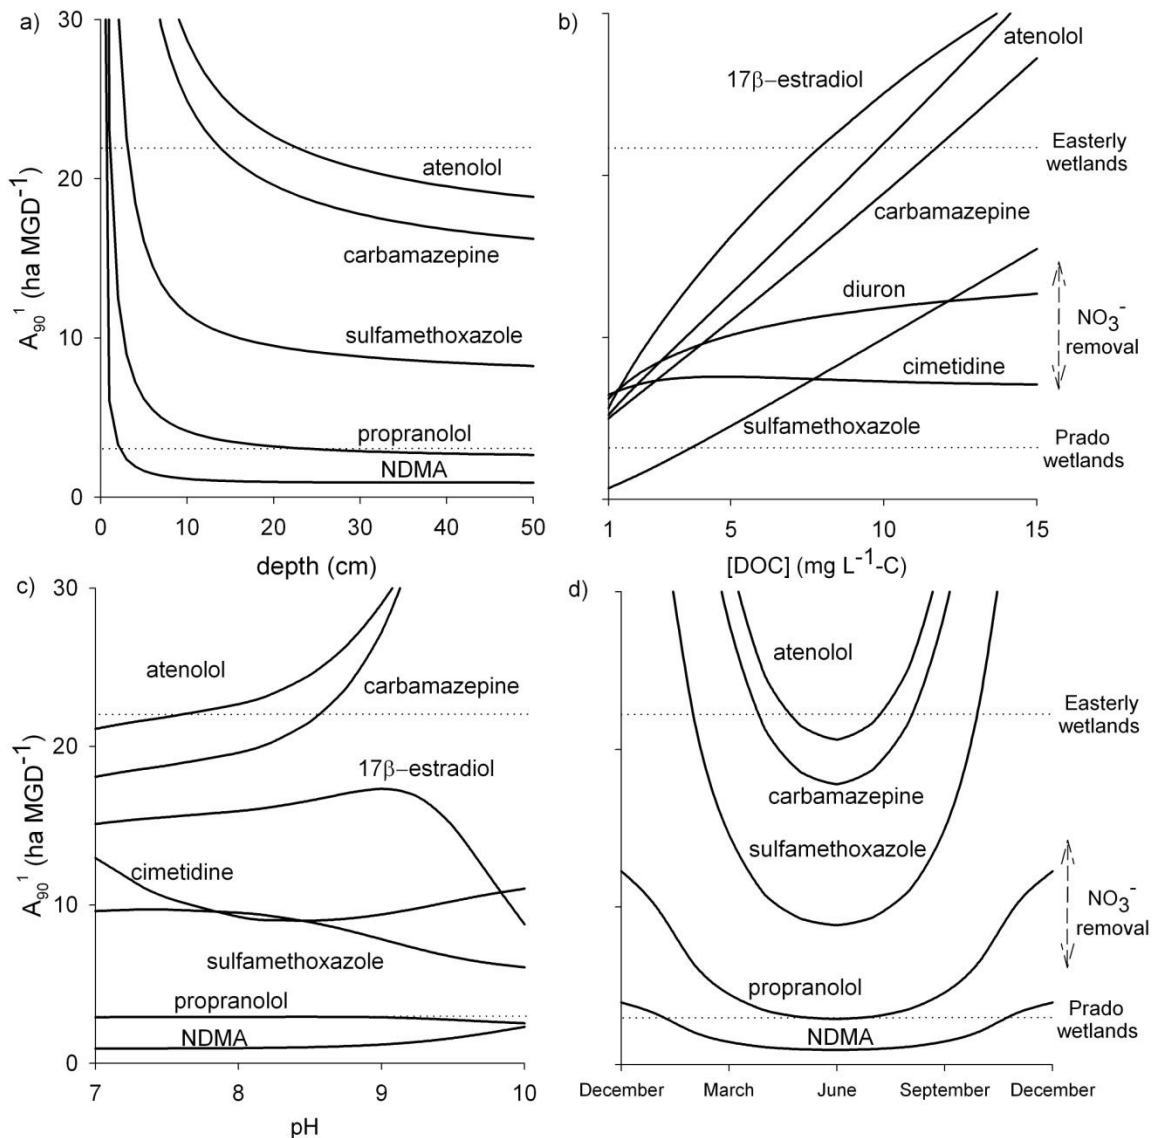 a)
30
20
10
0
A₉₀¹ (ha MGD⁻¹)
atenolol
carbamazepine
sulfamethoxazole
propranolol
NDMA
0 10 20 30 40 50
depth (cm)
b)
atenolol
17β−estradiol
Easterly
wetlands
carbamazepine
diuron
NO₃⁻
removal
cimetidine
sulfamethoxazole
Prado
wetlands
1 5 10 15
[DOC] (mg L⁻¹-C)
c)
30
20
10
0
A₉₀¹ (ha MGD⁻¹)
atenolol
carbamazepine
17β−estradiol
cimetidine
sulfamethoxazole
propranolol
NDMA
7 8 9 10
pH
d)
atenolol
Easterly
wetlands
carbamazepine
sulfamethoxazole
NO₃⁻
removal
propranolol
Prado
wetlands
NDMA
December March June September December